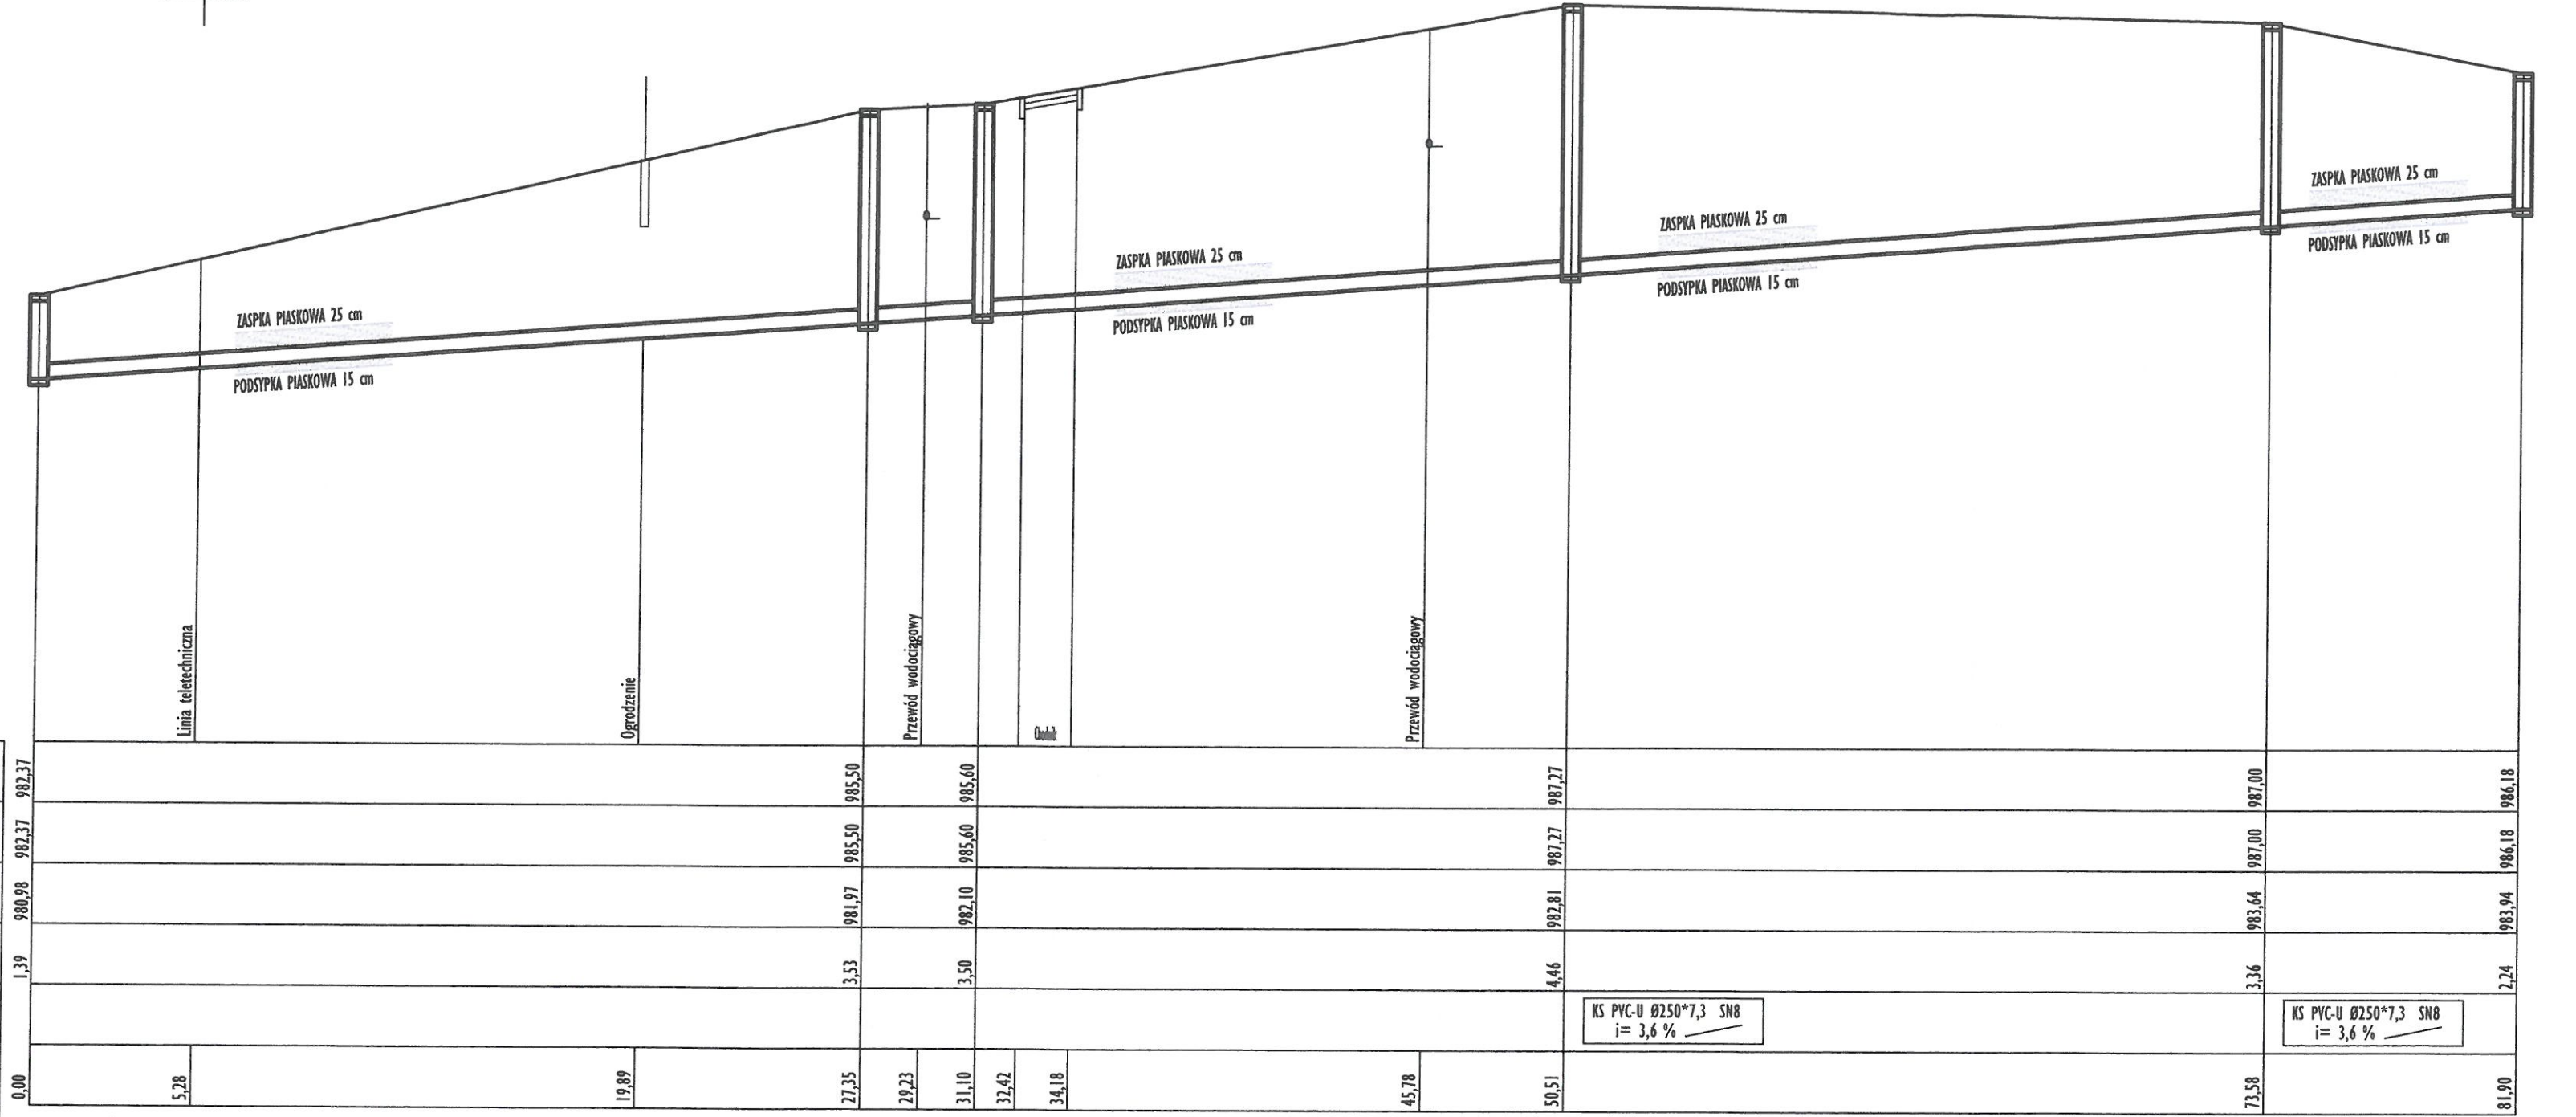 ZASPKA PIASKOWA 25 cm
PODSYPKA PIASKOWA 15 cm
ZASPKA PIASKOWA 25 cm
PODSYPKA PIASKOWA 15 cm
ZASPKA PIASKOWA 25 cm
PODSYPKA PIASKOWA 15 cm
ZASPKA PIASKOWA 25 cm
PODSYPKA PIASKOWA 15 cm
Linia teletechniczna
Ogrodzenie
Przewód wodociągowy
Chodnik
Przewód wodociągowy
982,37 985,50 985,60 987,27 987,00 986,18
982,37 985,50 985,60 987,27 987,00 986,18
980,98 981,97 982,10 982,81 983,64 983,94
1,39 3,53 3,50 4,46 3,36 2,24
KS PVC-U Ø250*7,3 SN8
i= 3,6 %
KS PVC-U Ø250*7,3 SN8
i= 3,6 %
0,00 5,28 19,89 27,35 29,23 31,10 32,42 34,18 45,78 50,51 73,58 81,90